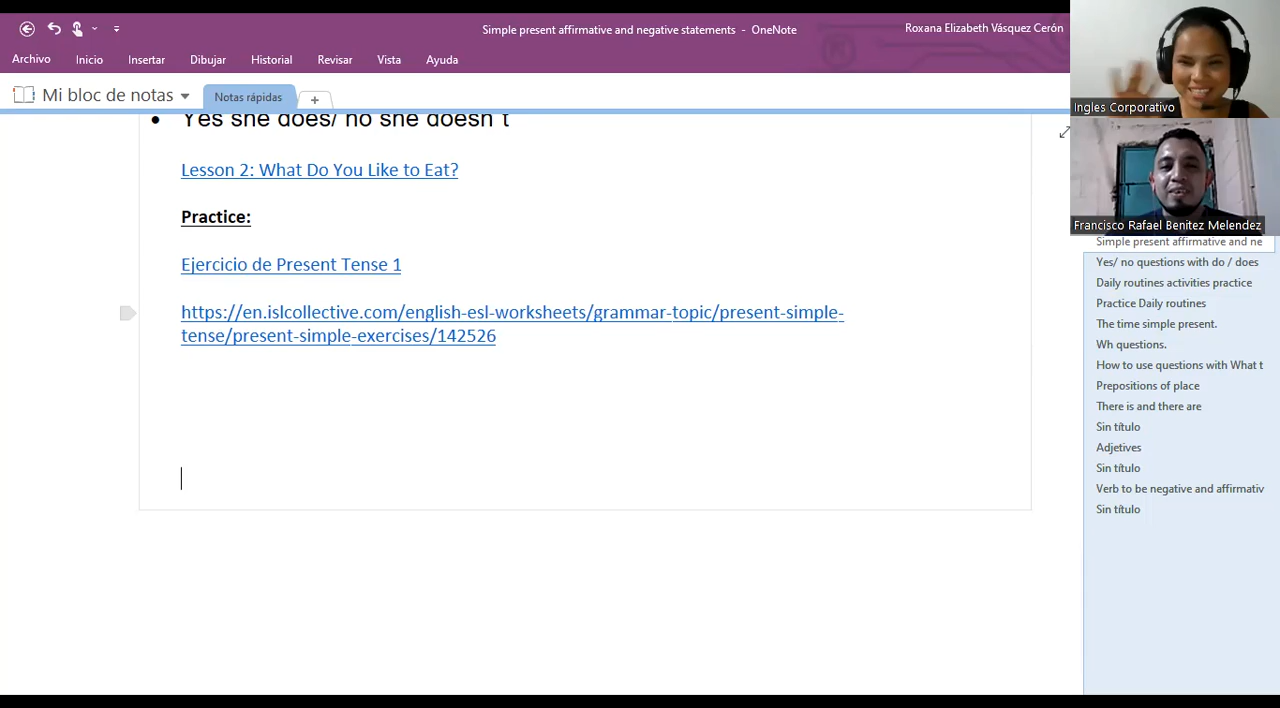 Simple present affirmative and negative statements - OneNote
Roxana Elizabeth Vásquez Cerón
Archivo Inicio Insertar Dibujar Historial Revisar Vista Ayuda
Mi bloc de notas Notas rápidas
Ingles Corporativo
Yes she does/ no she doesn't
Lesson 2: What Do You Like to Eat?
Practice:
Francisco Rafael Benitez Melendez
Ejercicio de Present Tense 1
https://en.islcollective.com/english-esl-worksheets/grammar-topic/present-simple-
tense/present-simple-exercises/142526
Simple present affirmative and ne
Yes/ no questions with do / does
Daily routines activities practice
Practice Daily routines
The time simple present.
Wh questions.
How to use questions with What t
Prepositions of place
There is and there are
Sin título
Adjetives
Sin título
Verb to be negative and affirmativ
Sin título